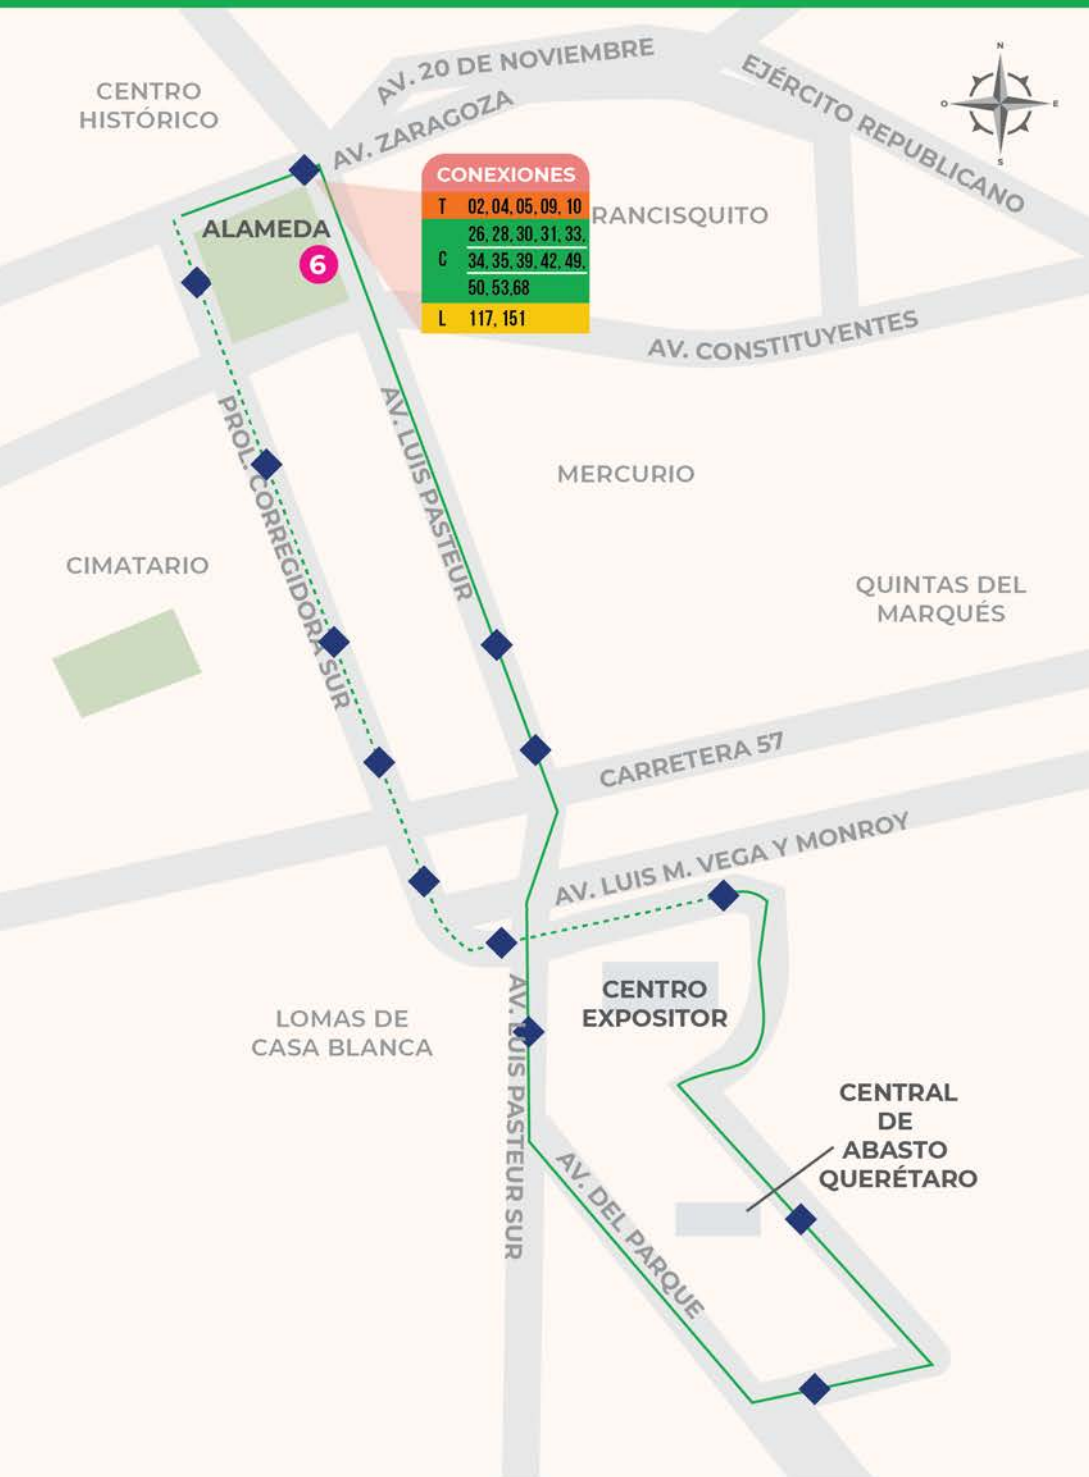 N
O
E
S
AV. 20 DE NOVIEMBRE
EJÉRCITO REPUBLICANO
CENTRO
HISTÓRICO
AV. ZARAGOZA
CONEXIONES
T 02, 04, 05, 09, 10
26, 28, 30, 31, 33,
C 34, 35, 39, 42, 49,
50, 53,68
L 117, 151
RANCISQUITO
ALAMEDA
6
AV. CONSTITUYENTES
PROL. CORREGIDORA SUR
AV. LUIS PASTEUR
MERCURIO
CIMATARIO
QUINTAS DEL
MARQUÉS
CARRETERA 57
AV. LUIS M. VEGA Y MONROY
CENTRO
EXPOSITOR
LOMAS DE
CASA BLANCA
AV. LUIS PASTEUR SUR
CENTRAL
DE
ABASTO
QUERÉTARO
AV. DEL PARQUE